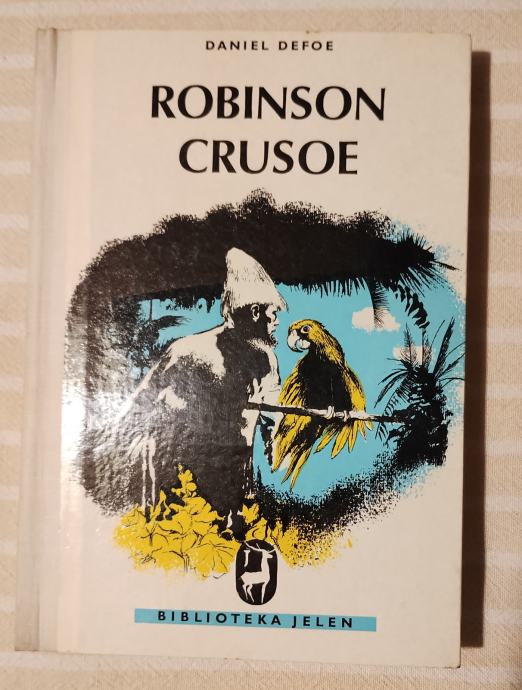 DANIEL DEFOE
ROBINSON
CRUSOE
BIBLIOTEKA JELEN